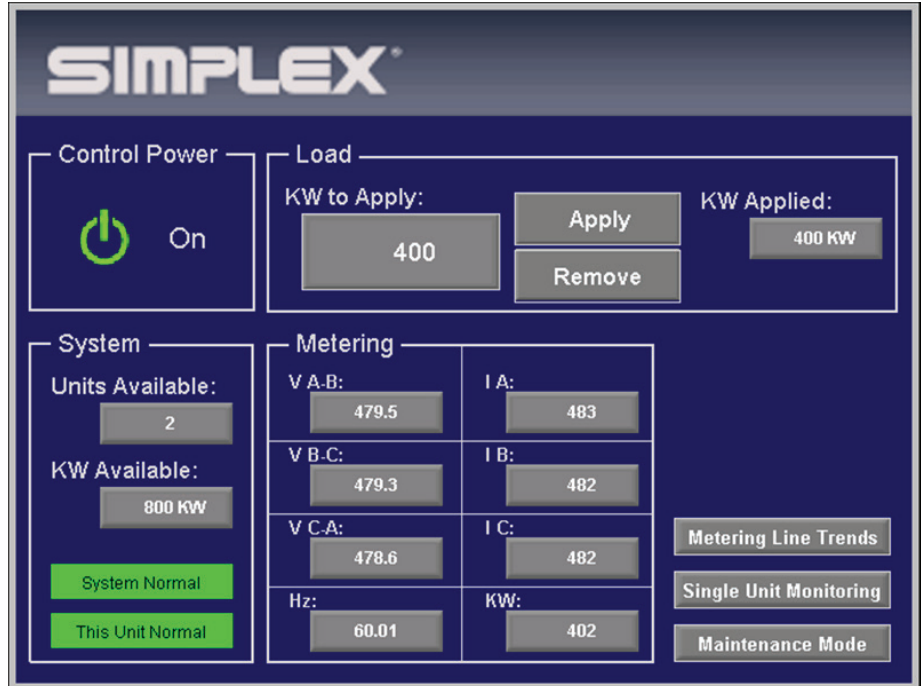 SIMPLEX®
Control Power
On
Load
KW to Apply:
400
Apply
Remove
KW Applied:
400 KW
System
Units Available:
2
KW Available:
800 KW
System Normal
This Unit Normal
Metering
V A-B:
479.5
I A:
483
V B-C:
479.3
I B:
482
V C-A:
478.6
I C:
482
Hz:
60.01
KW:
402
Metering Line Trends
Single Unit Monitoring
Maintenance Mode